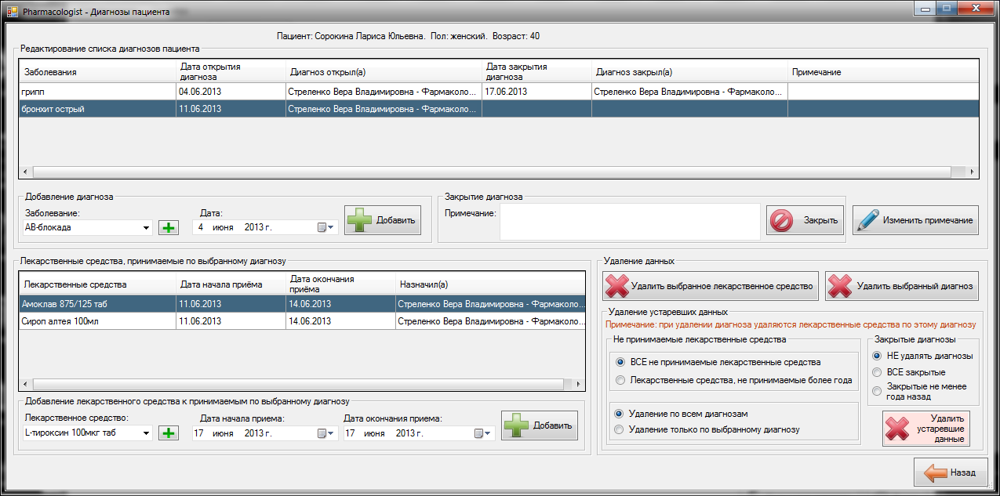 Pharmacologist - Диагнозы пациента
Пациент: Сорокина Лариса Юльевна.  Пол: женский.  Возраст: 40
Редактирование списка диагнозов пациента
Заболевания
Дата открытия
диагноза
Диагноз открыл(а)
Дата закрытия
диагноза
Диагноз закрыл(а)
Примечание
грипп 04.06.2013 Стреленко Вера Владимировна - Фармаколо... 17.06.2013 Стреленко Вера Владимировна - Фармаколо...
бронхит острый 11.06.2013 Стреленко Вера Владимировна - Фармаколо...
Добавление диагноза
Заболевание:
Дата:
АВ-блокада
4 июня 2013 г.
Добавить
Закрытие диагноза
Примечание:
Закрыть
Изменить примечание
Лекарственные средства, принимаемые по выбранному диагнозу
Лекарственные средства
Дата начала приёма
Дата окончания
приёма
Назначил(а)
Амоклав 875/125 таб 11.06.2013 14.06.2013 Стреленко Вера Владимировна - Фармаколо...
Сироп алтея 100мл 11.06.2013 14.06.2013 Стреленко Вера Владимировна - Фармаколо...
Добавление лекарственного средства к принимаемым по выбранному диагнозу
Лекарственное средство:
Дата начала приема:
Дата окончания приема:
L-тироксин 100мкг таб
17 июня 2013 г.
17 июня 2013 г.
Добавить
Удаление данных
Удалить выбранное лекарственное средство
Удалить выбранный диагноз
Удаление устаревших данных
Примечание: при удалении диагноза удаляются лекарственные средства по этому диагнозу
Не принимаемые лекарственные средства
ВСЕ не принимаемые лекарственные средства
Лекарственные средства, не принимаемые более года
Удаление по всем диагнозам
Удаление только по выбранному диагнозу
Закрытые диагнозы
НЕ удалять диагнозы
ВСЕ закрытые
Закрытые не менее
года назад
Удалить
устаревшие
данные
Назад